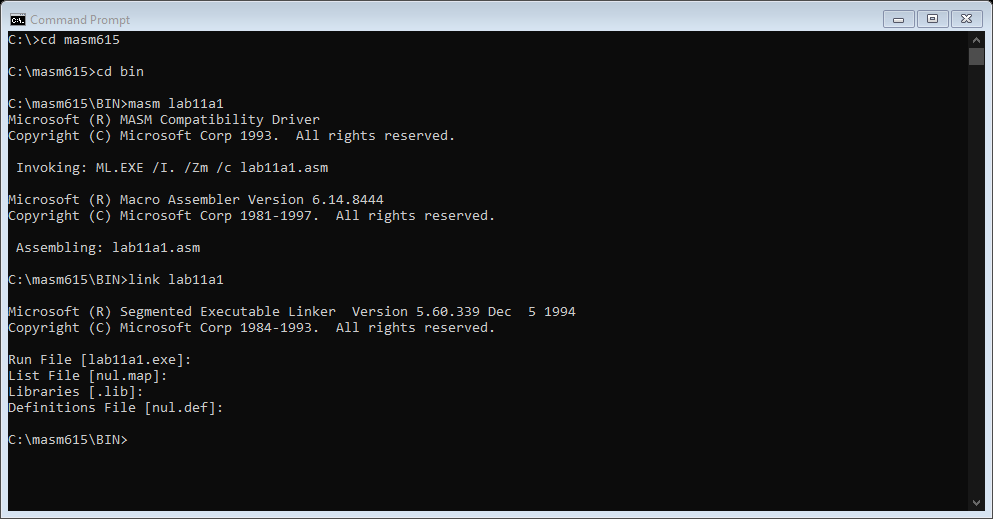 Command Prompt
C:\>cd masm615
C:\masm615>cd bin
C:\masm615\BIN>masm lab11a1
Microsoft (R) MASM Compatibility Driver
Copyright (C) Microsoft Corp 1993.  All rights reserved.
 Invoking: ML.EXE /I. /Zm /c lab11a1.asm
Microsoft (R) Macro Assembler Version 6.14.8444
Copyright (C) Microsoft Corp 1981-1997.  All rights reserved.
 Assembling: lab11a1.asm
C:\masm615\BIN>link lab11a1
Microsoft (R) Segmented Executable Linker  Version 5.60.339 Dec  5 1994
Copyright (C) Microsoft Corp 1984-1993.  All rights reserved.
Run File [lab11a1.exe]:
List File [nul.map]:
Libraries [.lib]:
Definitions File [nul.def]:
C:\masm615\BIN>